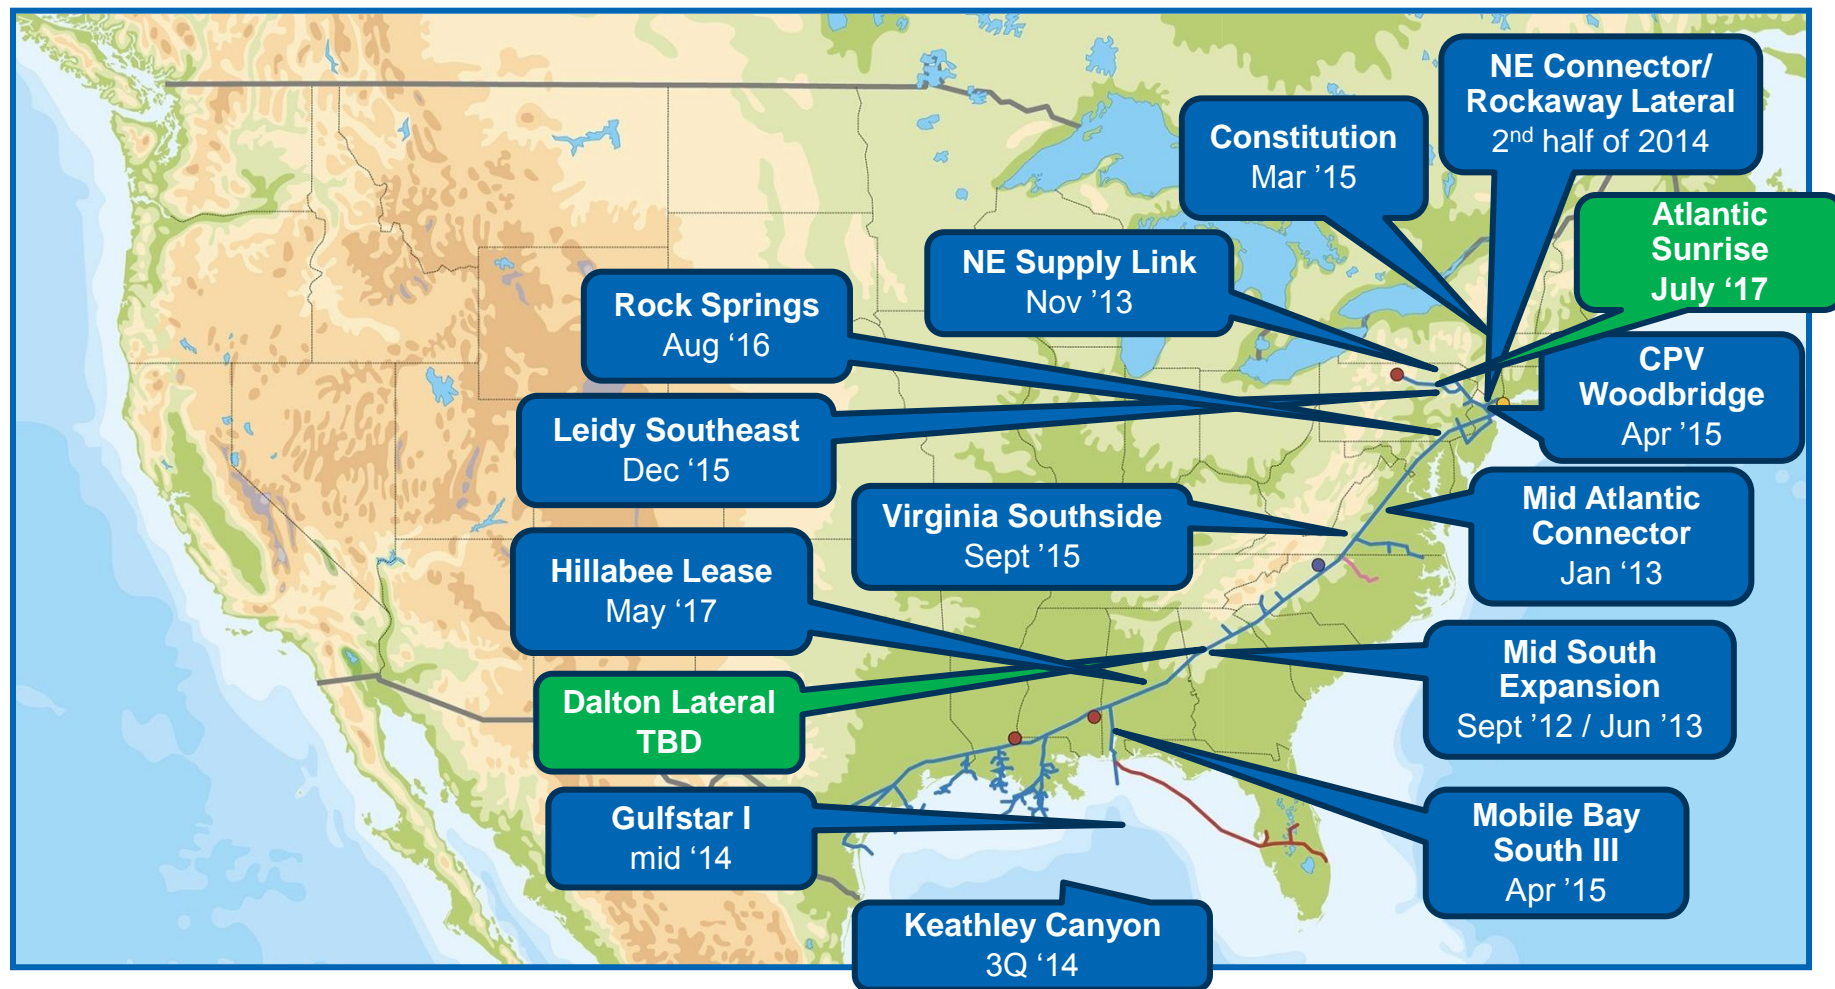 NE Connector/
Rockaway Lateral
2nd half of 2014
Constitution
Mar ’15
Atlantic
Sunrise
July ‘17
NE Supply Link
Nov ’13
Rock Springs
Aug ‘16
CPV
Woodbridge
Apr ’15
Leidy Southeast
Dec ‘15
Virginia Southside
Sept ’15
Mid Atlantic
Connector
Jan ‘13
Hillabee Lease
May ‘17
Mid South
Expansion
Sept ’12 / Jun ’13
Dalton Lateral
TBD
Gulfstar I
mid ‘14
Mobile Bay
South III
Apr ’15
Keathley Canyon
3Q ‘14